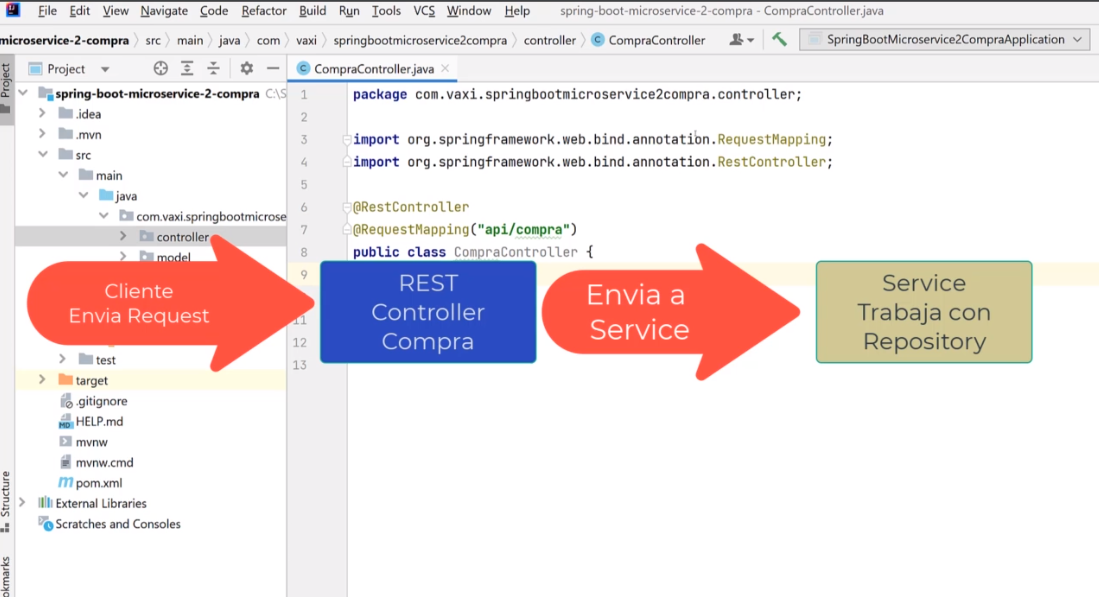 File Edit View Navigate Code Refactor Build Run Tools VCS Window Help spring-boot-microservice-2-compra - CompraController.java
microservice-2-compra src main java com vaxi springbootmicroservice2compra controller CompraController SpringBootMicroservice2CompraApplication
Project
Project
CompraController.java
spring-boot-microservice-2-compra C:\S
.idea
.mvn
src
main
java
com.vaxi.springbootmicrose
controller
model
test
target
.gitignore
HELP.md
mvnw
mvnw.cmd
pom.xml
External Libraries
Scratches and Consoles
Structure
1 package com.vaxi.springbootmicroservice2compra.controller;
2
3 import org.springframework.web.bind.annotation.RequestMapping;
4 import org.springframework.web.bind.annotation.RestController;
5
6 @RestController
7 @RequestMapping("api/compra")
8 public class CompraController {
9
11
12
13
Cliente
Envia Request
REST
Controller
Compra
Envia a
Service
Service
Trabaja con
Repository